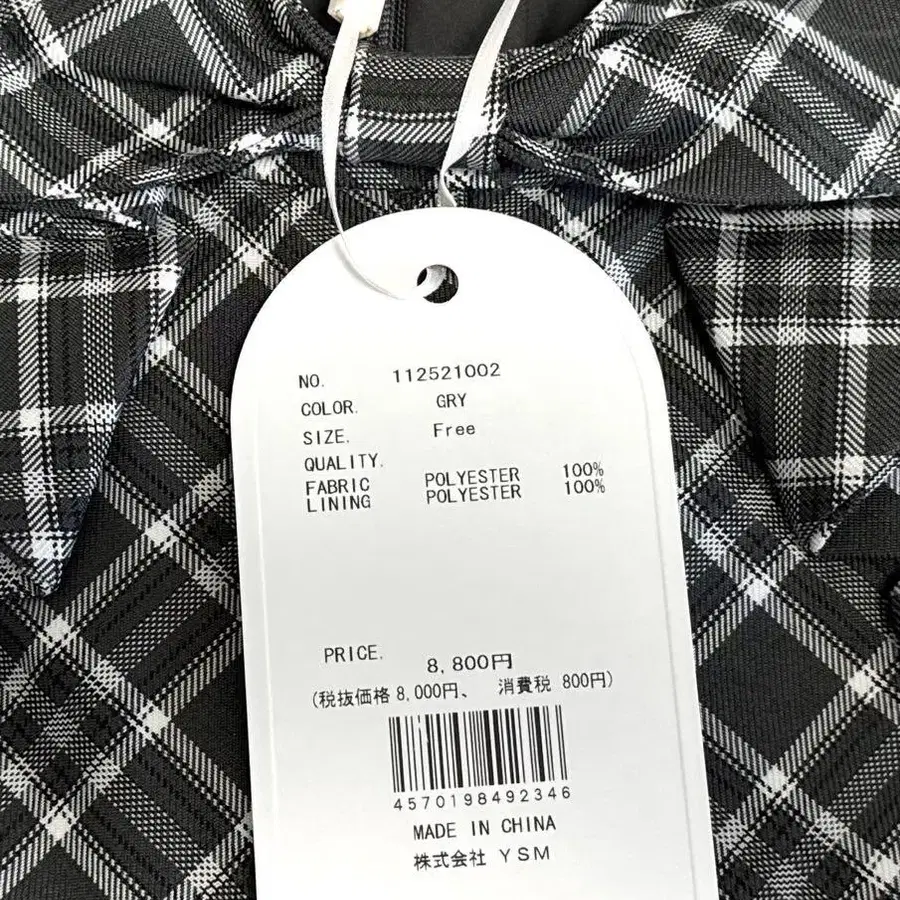 NO. 112521002
COLOR. GRY
SIZE. Free
QUALITY.
FABRIC POLYESTER 100%
LINING POLYESTER 100%
PRICE. 8,800円
(税抜価格 8,000円、 消費税 800円)
4570198492346
MADE IN CHINA
株式会社 YSM